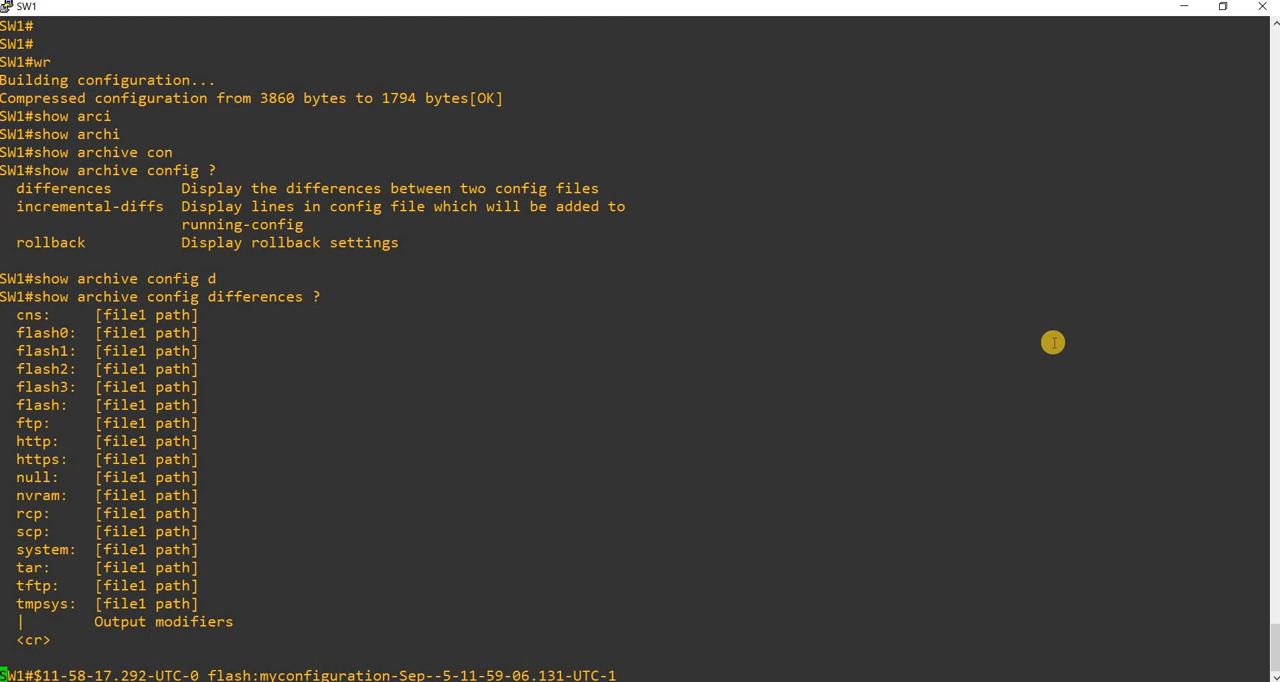 SW1
SW1#
SW1#
SW1#wr
Building configuration...
Compressed configuration from 3860 bytes to 1794 bytes[OK]
SW1#show arci
SW1#show archi
SW1#show archive con
SW1#show archive config ?
differences Display the differences between two config files
incremental-diffs Display lines in config file which will be added to
running-config
rollback Display rollback settings
SW1#show archive config d
SW1#show archive config differences ?
cns: [file1 path]
flash0: [file1 path]
flash1: [file1 path]
flash2: [file1 path]
flash3: [file1 path]
flash: [file1 path]
ftp: [file1 path]
http: [file1 path]
https: [file1 path]
null: [file1 path]
nvram: [file1 path]
rcp: [file1 path]
scp: [file1 path]
system: [file1 path]
tar: [file1 path]
tftp: [file1 path]
tmpsys: [file1 path]
| Output modifiers
<cr>
SW1#$11-58-17.292-UTC-0 flash:myconfiguration-Sep--5-11-59-06.131-UTC-1